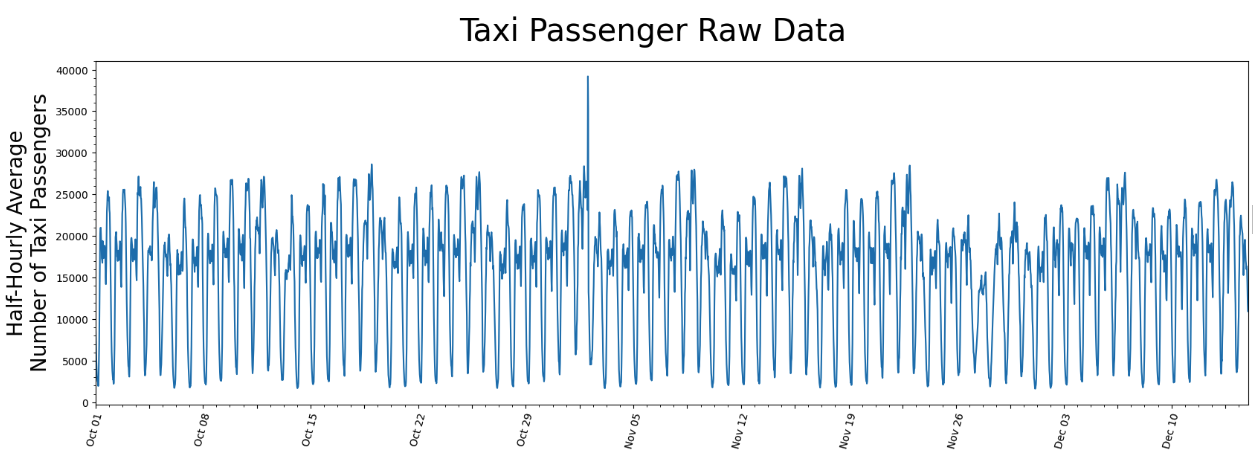 Taxi Passenger Raw Data
Half-Hourly Average
Number of Taxi Passengers
40000
35000
30000
25000
20000
15000
10000
5000
0
Oct 01
Oct 08
Oct 15
Oct 22
Oct 29
Nov 05
Nov 12
Nov 19
Nov 26
Dec 03
Dec 10